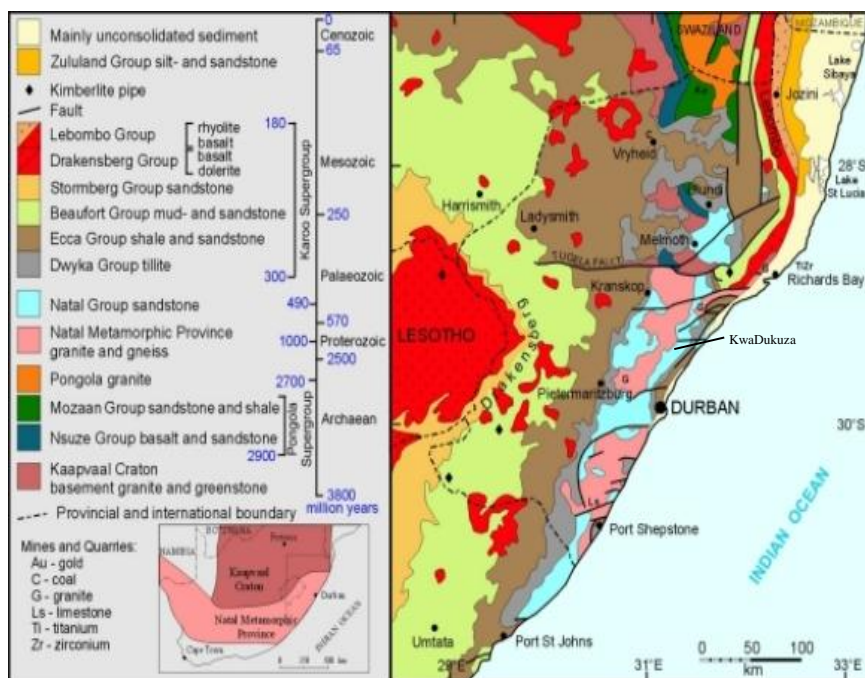 Mainly unconsolidated sediment
Zululand Group silt- and sandstone
Kimberlite pipe
Fault
Lebombo Group
rhyolite
basalt
Drakensberg Group
basalt
dolerite
Stormberg Group sandstone
Beaufort Group mud- and sandstone
Ecca Group shale and sandstone
Dwyka Group tillite
Natal Group sandstone
Natal Metamorphic Province
granite and gneiss
Pongola granite
Mozaan Group sandstone and shale
Nsuze Group basalt and sandstone
Kaapvaal Craton
basement granite and greenstone
Provincial and international boundary
Karoo Supergroup
Pongola
Supergroup
0
Cenozoic
65
180
Mesozoic
250
300
Palaeozoic
490
570
1000
Proterozoic
2500
2700
Archaean
2900
3800
million years
Mines and Quarries:
Au - gold
C - coal
G - granite
Ls - limestone
Ti - titanium
Zr - zirconium
NAMIBIA
BOTSWANA
Kaapvaal
Craton
Durban
Natal Metamorphic
Province
Cape Town
INDIAN OCEAN
km
SWAZILAND
MOZAMBIQUE
Lake
Sibaya
Jozini
Lebombo
C
Vryheid
28°S
Lake
St Lucia
Ulundi
Harrismith
Ladysmith
Melmoth
TUGELA FAULT
Ti Zr
Richards Bay
Kranskop
LESOTHO
Drakensberg
KwaDukuza
Pietermaritzburg
G
DURBAN
30°S
Ls
Port Shepstone
INDIAN OCEAN
Umtata
Port St Johns
0 50 100
km
28°E
31°E
33°E